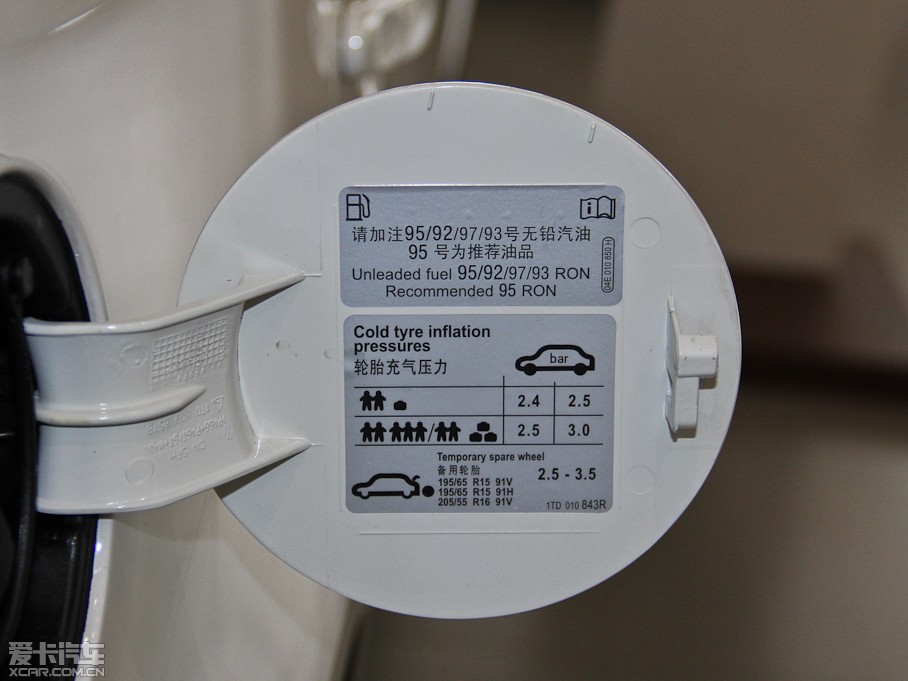 请加注95/92/97/93号无铅汽油
95 号为推荐油品
Unleaded fuel 95/92/97/93 RON
Recommended 95 RON
04E 010 850 H
Cold tyre inflation
pressures
轮胎充气压力
bar
2.4 2.5
2.5 3.0
Temporary spare wheel
备用轮胎
195/65 R15 91V
195/65 R15 91H
205/55 R16 91V
2.5 - 3.5
1TD 010 843R
爱卡汽车
XCAR.COM.CN